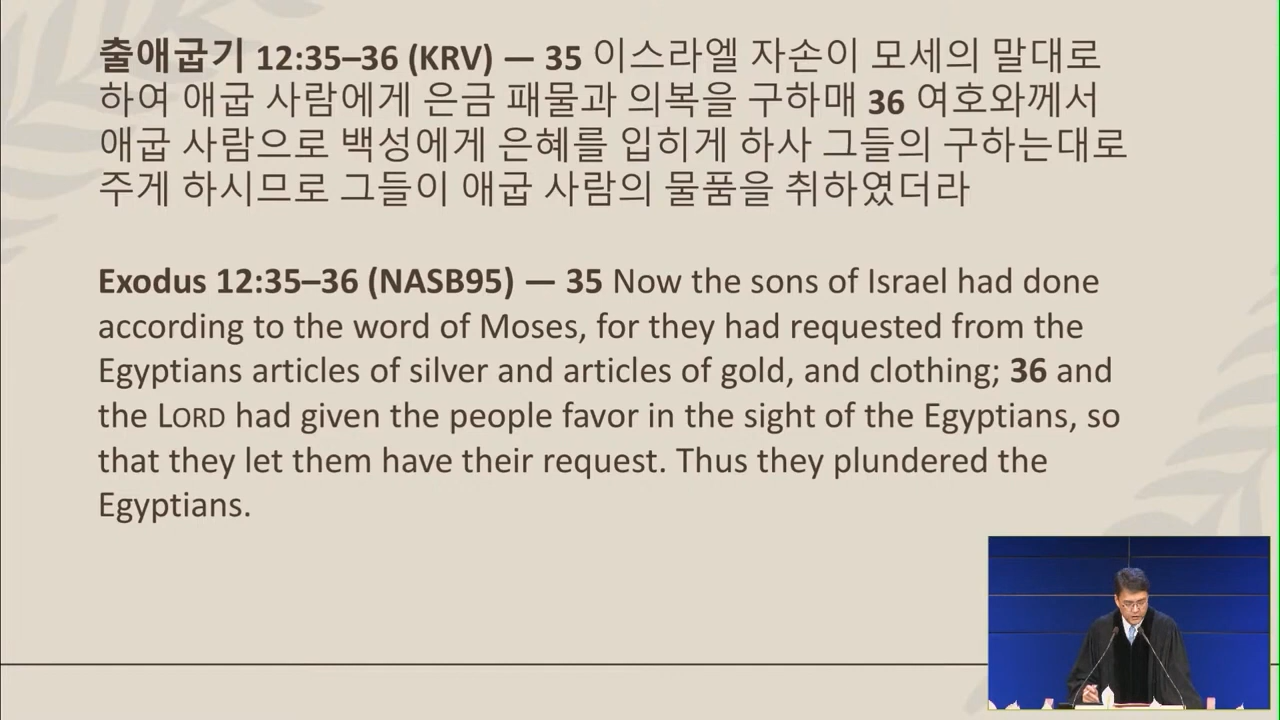 출애굽기 12:35–36 (KRV) — 35 이스라엘 자손이 모세의 말대로
하여 애굽 사람에게 은금 패물과 의복을 구하매 36 여호와께서
애굽 사람으로 백성에게 은혜를 입히게 하사 그들의 구하는대로
주게 하시므로 그들이 애굽 사람의 물품을 취하였더라
Exodus 12:35–36 (NASB95) — 35 Now the sons of Israel had done
according to the word of Moses, for they had requested from the
Egyptians articles of silver and articles of gold, and clothing; 36 and
the LORD had given the people favor in the sight of the Egyptians, so
that they let them have their request. Thus they plundered the
Egyptians.